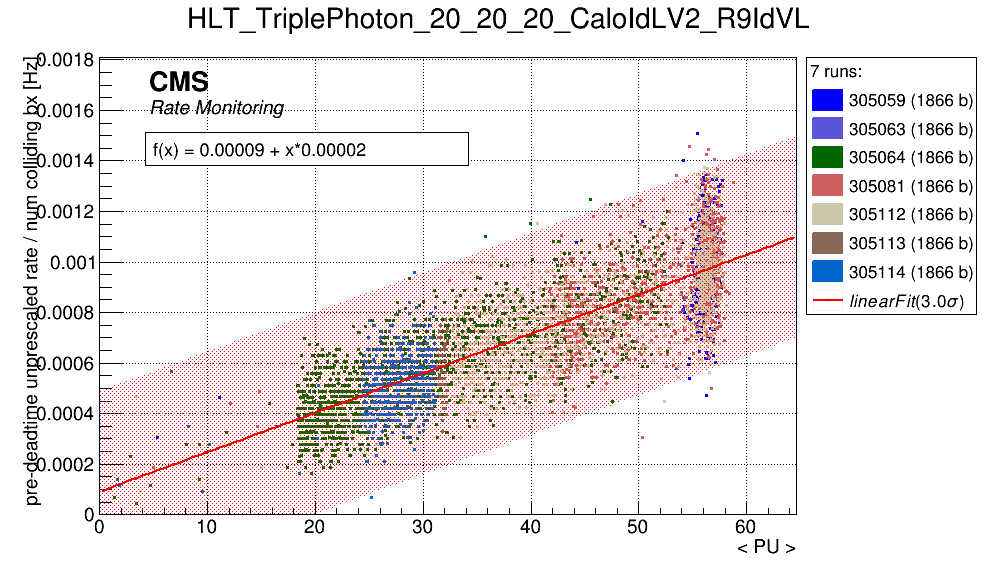 HLT_TriplePhoton_20_20_20_CaloIdLV2_R9IdVL
pre-deadtime unprescaled rate / num colliding bx [Hz]
0.0018
0.0016
0.0014
0.0012
0.001
0.0008
0.0006
0.0004
0.0002
0
CMS
Rate Monitoring
f(x) = 0.00009 + x*0.00002
0 10 20 30 40 50 60
< PU >
7 runs:
305059 (1866 b)
305063 (1866 b)
305064 (1866 b)
305081 (1866 b)
305112 (1866 b)
305113 (1866 b)
305114 (1866 b)
linearFit(3.0σ)